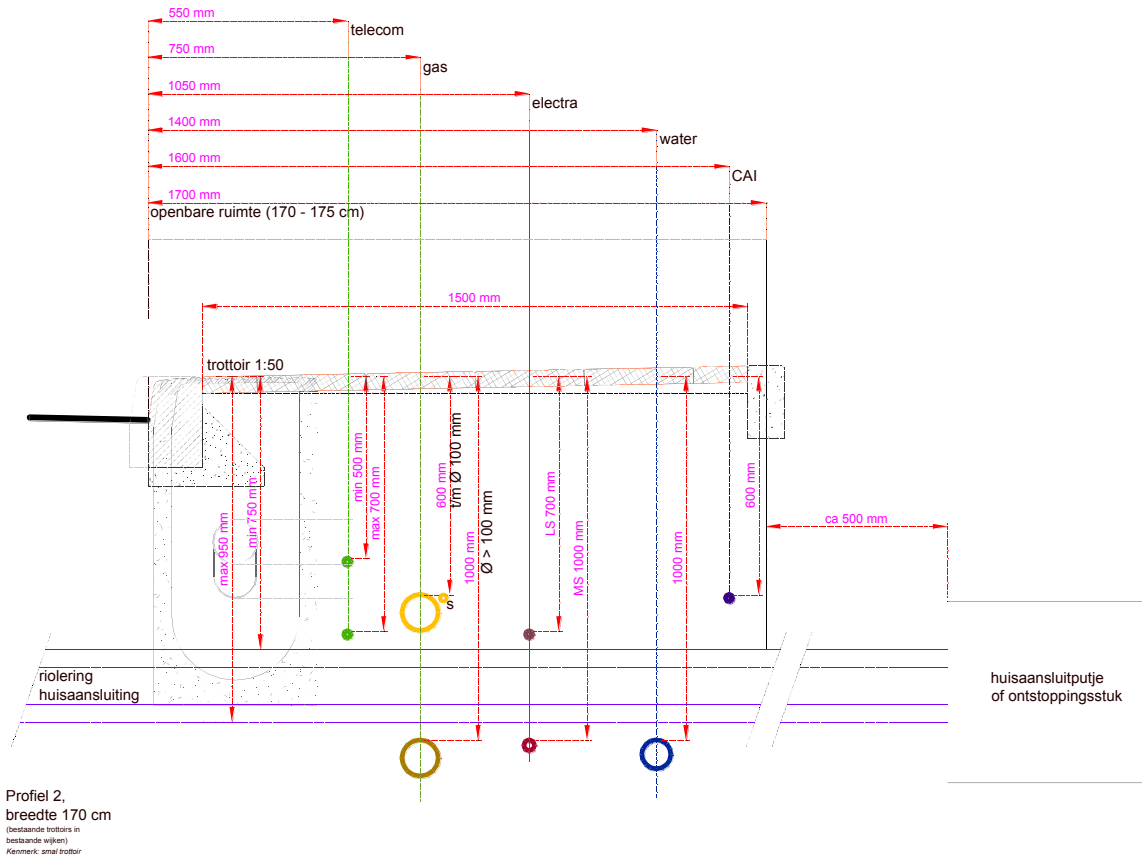 550 mm
telecom
750 mm
gas
1050 mm
electra
1400 mm
water
1600 mm
CAI
1700 mm
openbare ruimte (170 - 175 cm)
1500 mm
trottoir 1:50
max 950 mm
min 750 mm
min 500 mm
max 700 mm
600 mm
t/m Ø 100 mm
1000 mm
Ø > 100 mm
LS 700 mm
MS 1000 mm
1000 mm
600 mm
ca 500 mm
s
riolering
huisaansluiting
huisaansluitputje
of ontstoppingsstuk
Profiel 2,
breedte 170 cm
(bestaande trottoirs in
bestaande wijken)
Kenmerk: smal trottoir